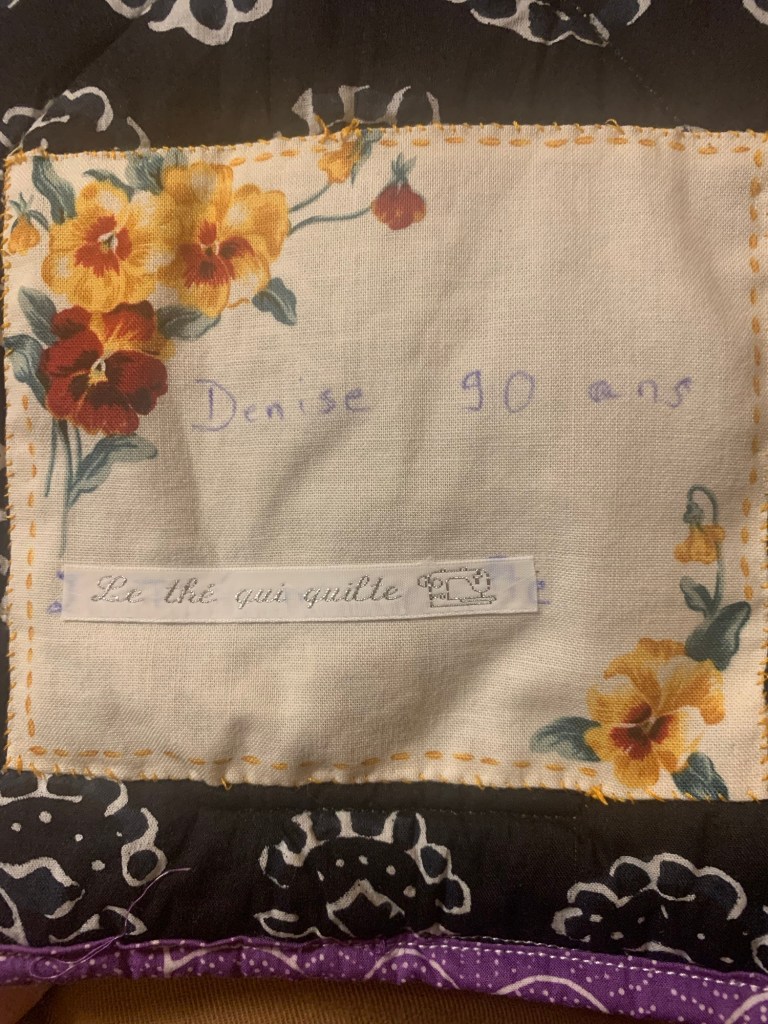 Denise 90 ans
Le thé qui quilte